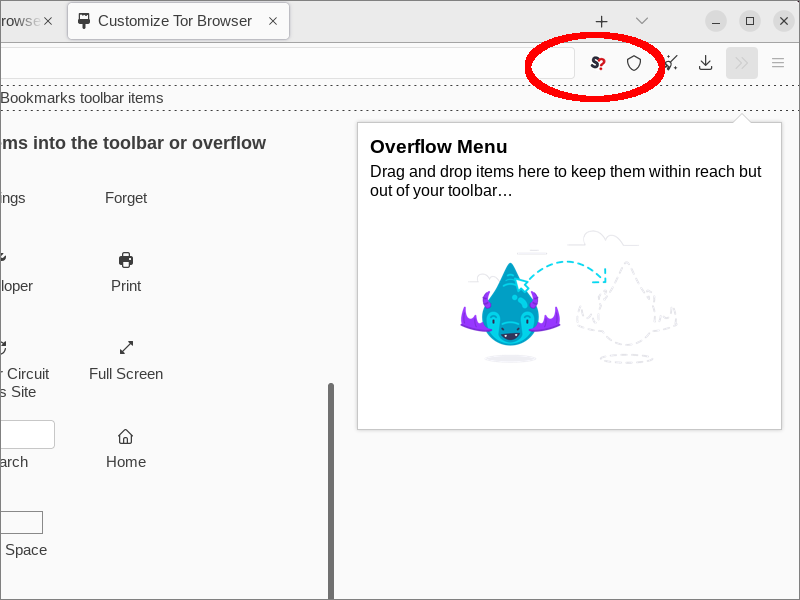 rowse
Customize Tor Browser
S?
Bookmarks toolbar items
ms into the toolbar or overflow
ings
Forget
loper
Print
r Circuit
s Site
Full Screen
arch
Home
Space
Overflow Menu
Drag and drop items here to keep them within reach but
out of your toolbar…